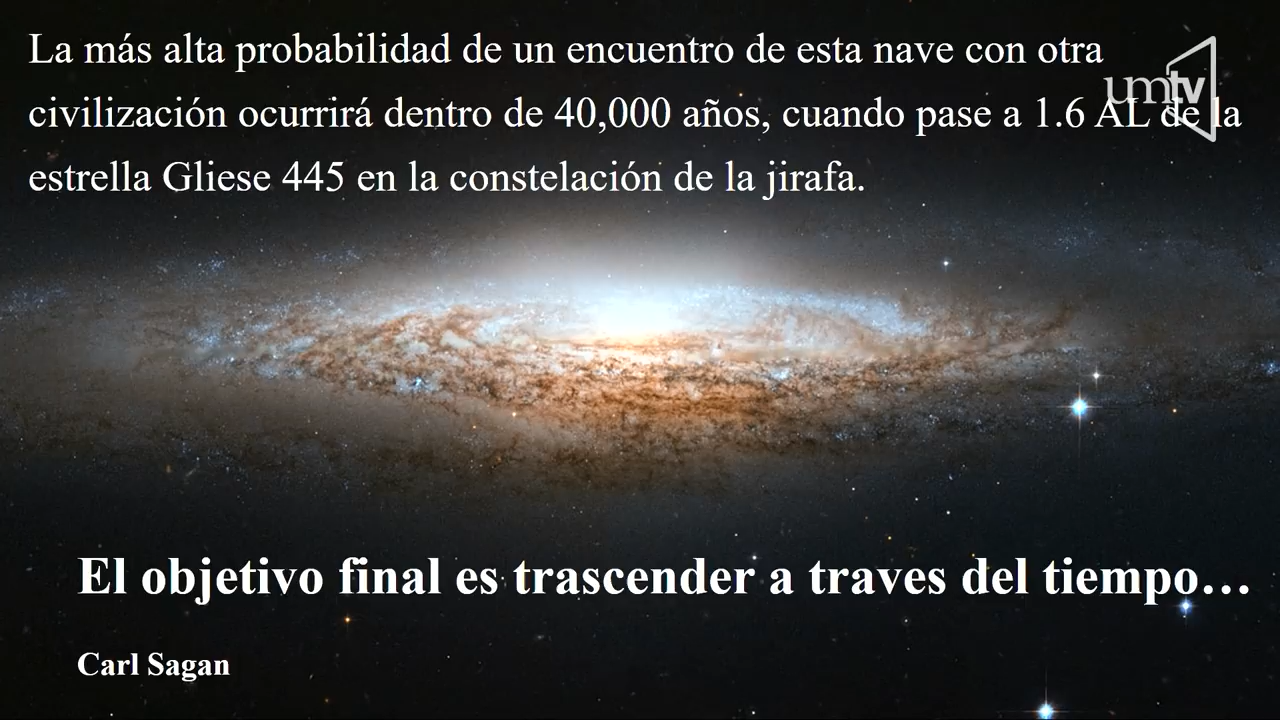 La más alta probabilidad de un encuentro de esta nave con otra
civilización ocurrirá dentro de 40,000 años, cuando pase a 1.6 AL de la
estrella Gliese 445 en la constelación de la jirafa.
umtv
El objetivo final es trascender a traves del tiempo…
Carl Sagan